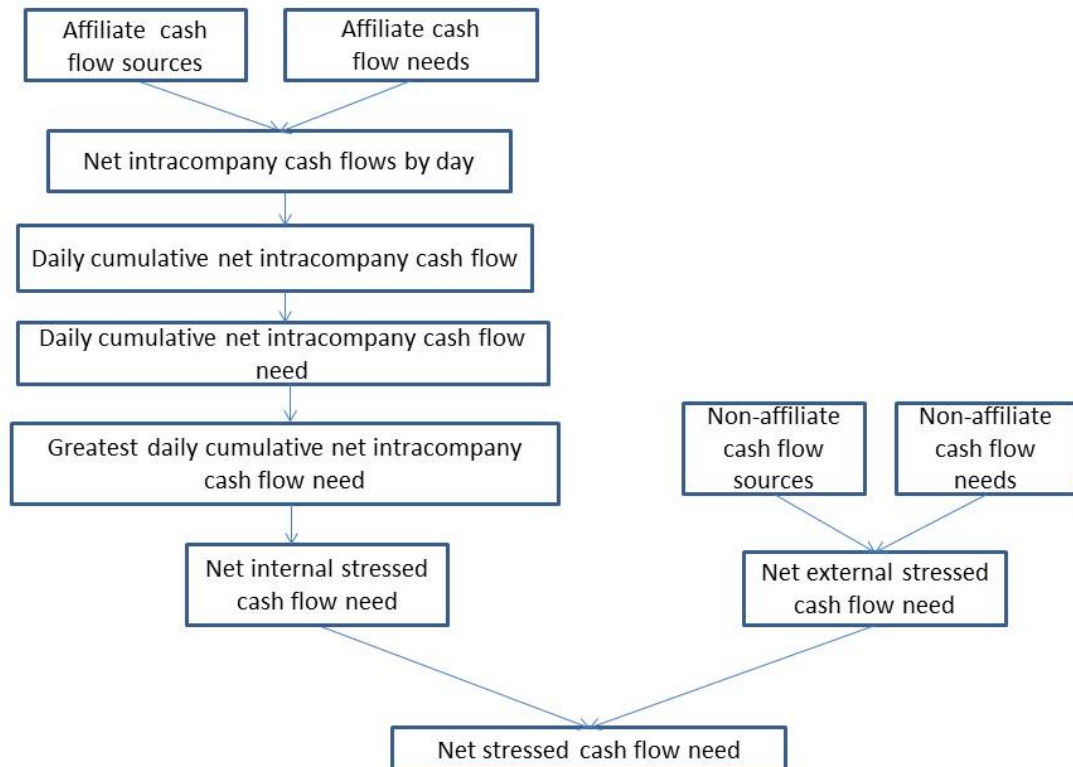 Affiliate cash
flow sources
Affiliate cash
flow needs
Net intracompany cash flows by day
Daily cumulative net intracompany cash flow
Daily cumulative net intracompany cash flow
need
Greatest daily cumulative net intracompany
cash flow need
Non-affiliate
cash flow
sources
Non-affiliate
cash flow
needs
Net internal stressed
cash flow need
Net external stressed
cash flow need
Net stressed cash flow need